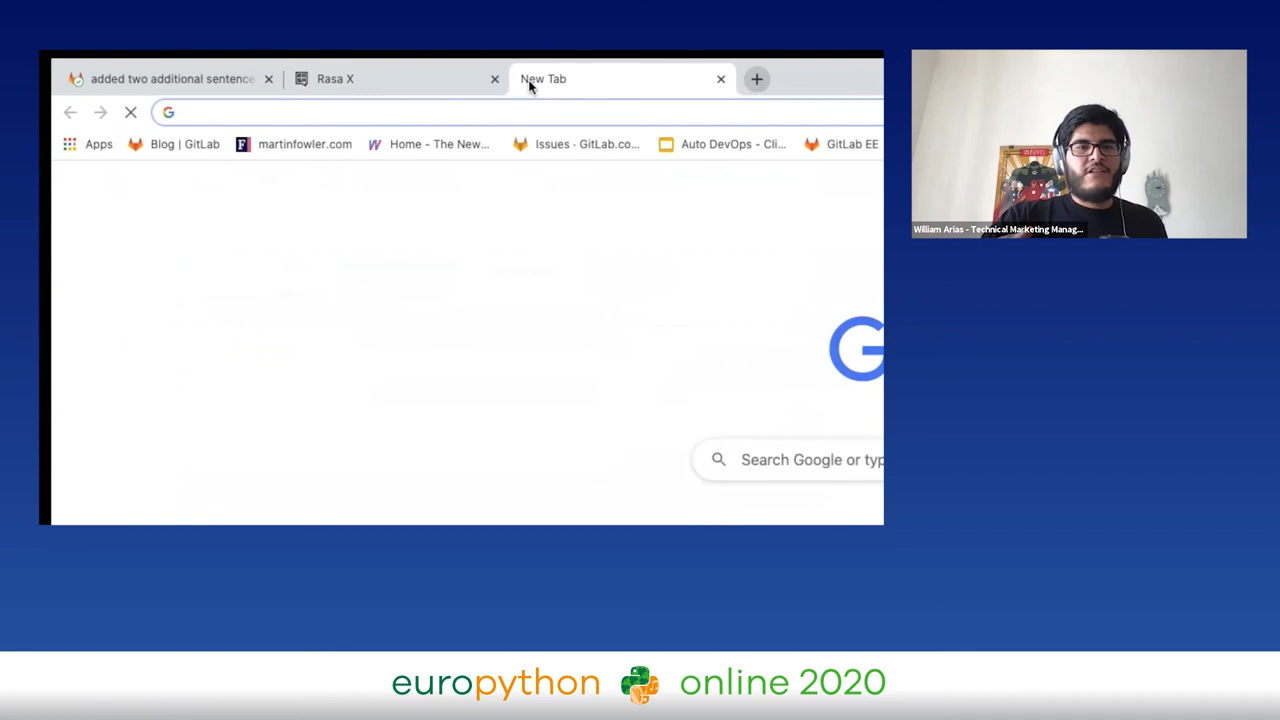 added two additional sentence
Rasa X
New Tab
G
Apps
Blog | GitLab
martinfowler.com
Home - The New...
Issues · GitLab.co...
Auto DevOps - Cli...
GitLab EE
MARVEL
G
Search Google or typ
William Arias - Technical Marketing Manag...
europython online 2020